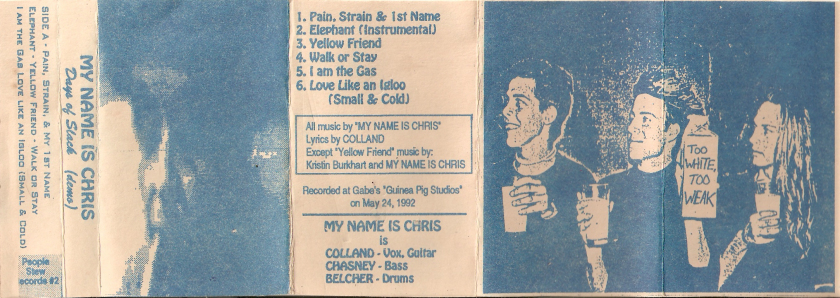 SIDE A - PAIN, STRAIN, & MY 1ST NAME
ELEPHANT - YELLOW FRIEND - WALK OR STAY
I AM THE GAS LOVE LIKE AN IGLOO (SMALL & COLD)
MY NAME IS CHRIS
Days of Slack (demo)
People
Stew
ecords #2
1. Pain, Strain & 1st Name
2. Elephant (Instrumental)
3. Yellow Friend
4. Walk or Stay
5. I am the Gas
6. Love Like an Igloo
(Small & Cold)
All music by "MY NAME IS CHRIS"
Lyrics by COLLAND
Except "Yellow Friend" music by:
Kristin Burkhart and MY NAME IS CHRIS
Recorded at Gabe's "Guinea Pig Studios"
on May 24, 1992
MY NAME IS CHRIS
is
COLLAND - Vox, Guitar
CHASNEY - Bass
BELCHER - Drums
X
TOO
WHITE,
TOO
WEAK